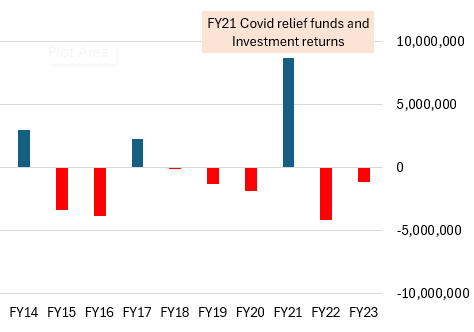 FY21 Covid relief funds and
Investment returns
Plot Area
10,000,000
5,000,000
0
-5,000,000
-10,000,000
FY14 FY15 FY16 FY17 FY18 FY19 FY20 FY21 FY22 FY23